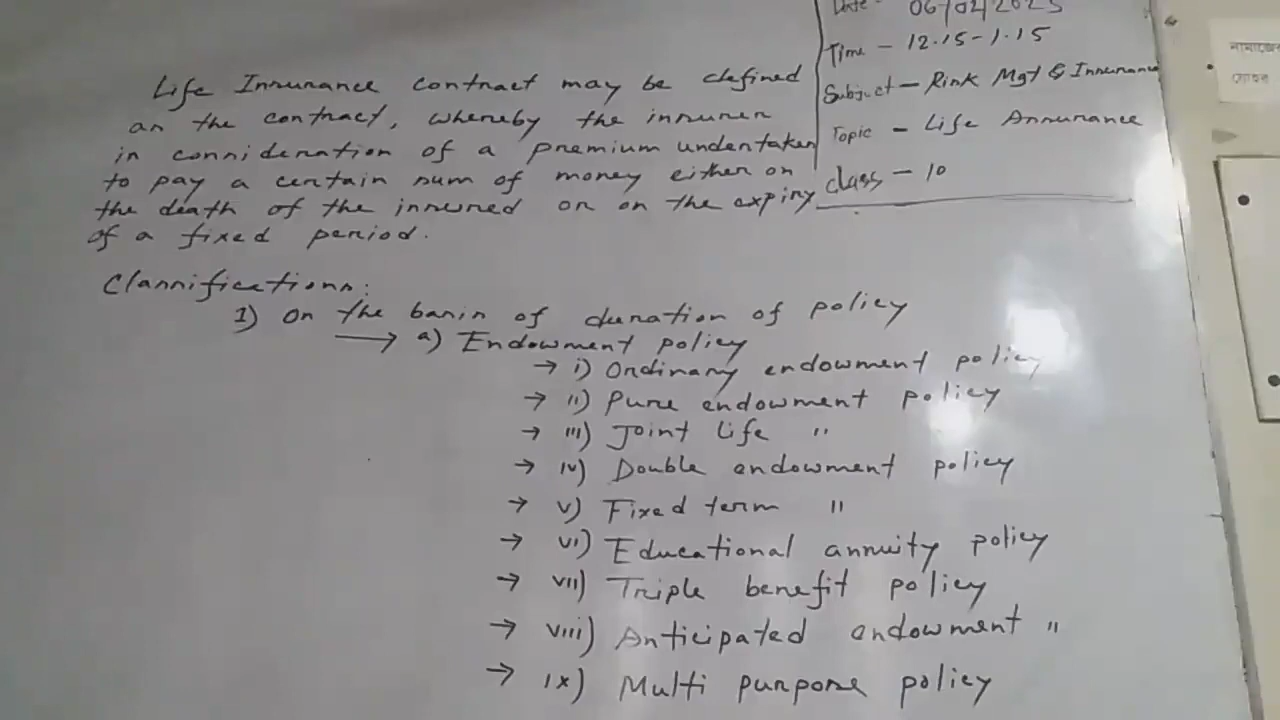 Date - 06/02/2023
Time - 12.15-1.15
Subject - Risk Mgt & Insurance
Topic - Life Assurance
Class - 10
Life Insurance contract may be defined
as the contract, whereby the insurer
in consideration of a premium undertaken
to pay a certain sum of money either on
the death of the insured or on the expiry
of a fixed period.
Classifications:
1) On the basis of duration of policy
→ a) Endowment policy
→ i) Ordinary endowment policy
→ ii) Pure endowment policy
→ iii) Joint Life "
→ iv) Double endowment policy
→ v) Fixed term "
→ vi) Educational annuity policy
→ vii) Triple benefit policy
→ viii) Anticipated endowment "
→ ix) Multi purpose policy